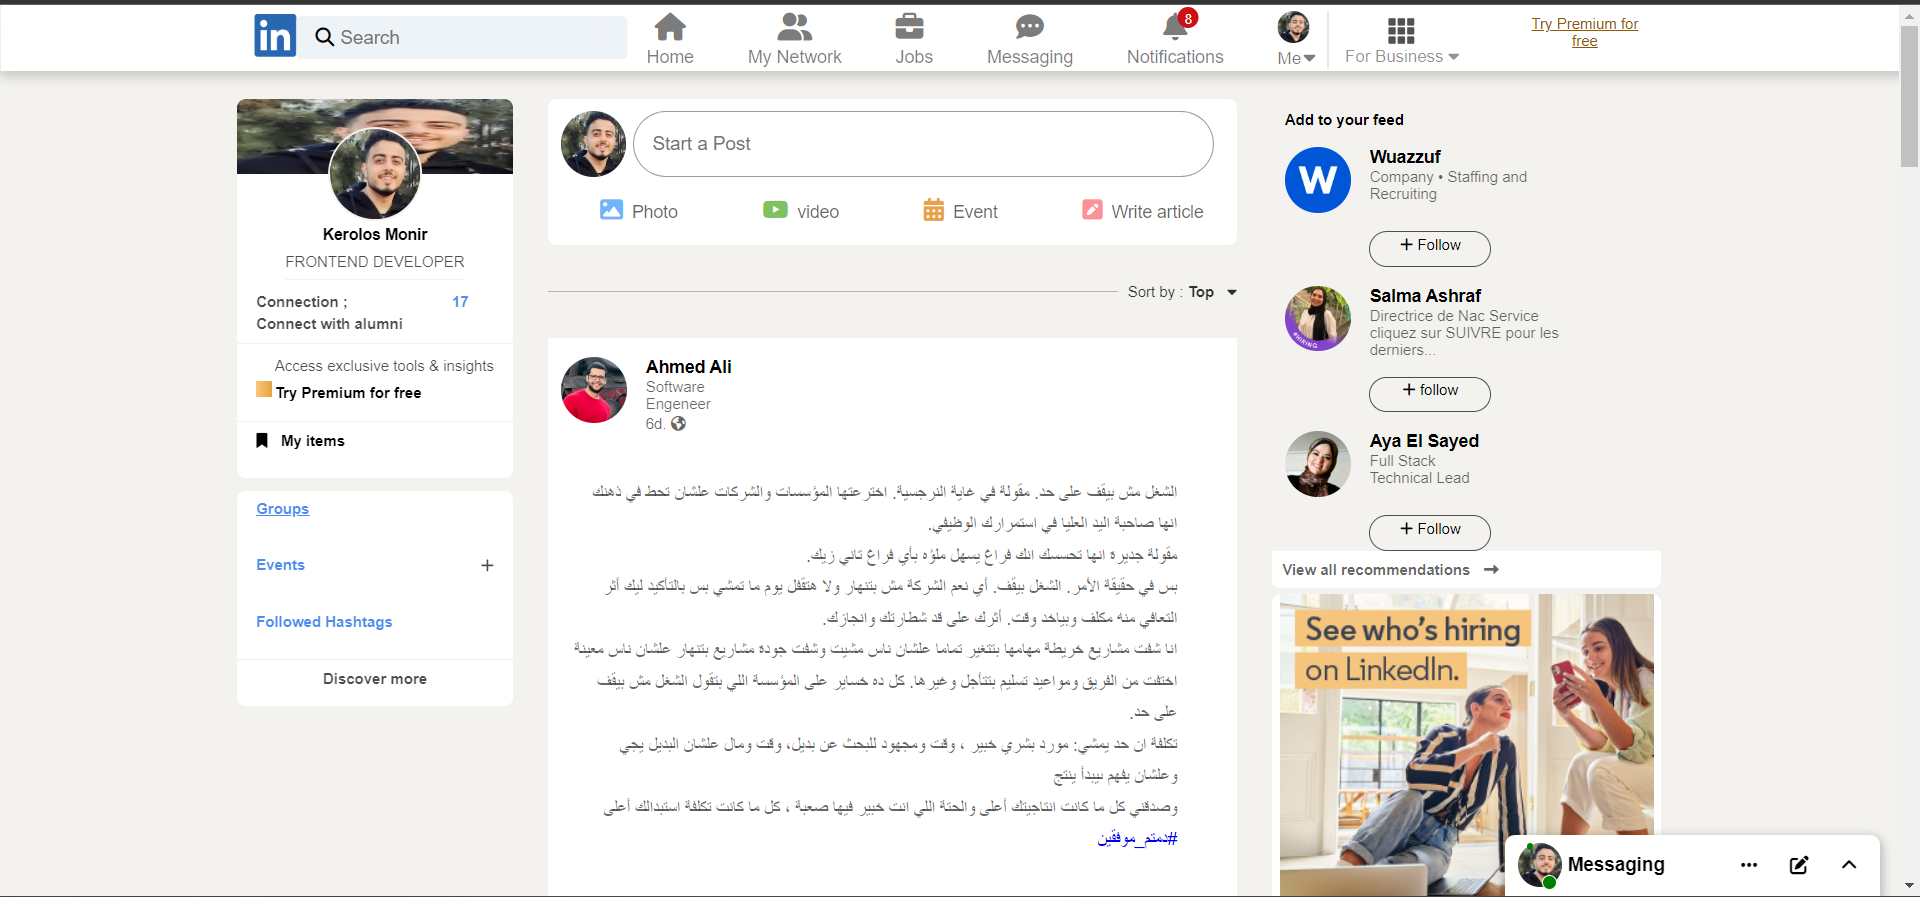 in
Search
Home
My Network
Jobs
Messaging
8
Notifications
Me
For Business
Try Premium for
free
Kerolos Monir
FRONTEND DEVELOPER
Connection ;
17
Connect with alumni
Access exclusive tools & insights
Try Premium for free
My items
Groups
Events
+
Followed Hashtags
Discover more
Start a Post
Photo
video
Event
Write article
Sort by : Top
Ahmed Ali
Software
Engeneer
6d.
الشغل مش بيقف على حد. مقولة في غاية النرجسية. اخترعتها المؤسسات والشركات علشان تحط في ذهنك
انها صاحبة اليد العليا في استمرارك الوظيفي.
مقولة جديرة انها تحسسك انك فراغ يسهل ملؤه بأي فراغ تاني زيك.
بس في حقيقة الأمر. الشغل بيقف. أي نعم الشركة مش بتنهار ولا هتقفل يوم ما تمشي بس بالتأكيد ليك أثر
التعافي منه مكلف وبياخد وقت. أثرك على قد شطارتك وانجازك.
انا شفت مشاريع خريطة مهامها بتتغير تماما علشان ناس مشيت وشفت جودة مشاريع بتنهار علشان ناس معينة
اختفت من الفريق ومواعيد تسليم بتتأجل وغيرها. كل ده خساير على المؤسسة اللي بتقول الشغل مش بيقف
على حد.
تكلفة ان حد يمشي: مورد بشري خبير ، وقت ومجهود للبحث عن بديل، وقت ومال علشان البديل يجي
وعلشان يفهم يبدأ ينتج
وصدقني كل ما كانت انتاجيتك أعلى والحتة اللي انت خبير فيها صعبة ، كل ما كانت تكلفة استبدالك أعلى
#دمتم_موفقين
Add to your feed
W
Wuazzuf
Company • Staffing and
Recruiting
+ Follow
#HIRING
Salma Ashraf
Directrice de Nac Service
cliquez sur SUIVRE pour les
derniers...
+ follow
Aya El Sayed
Full Stack
Technical Lead
+ Follow
View all recommendations
See who's hiring
on LinkedIn.
Messaging